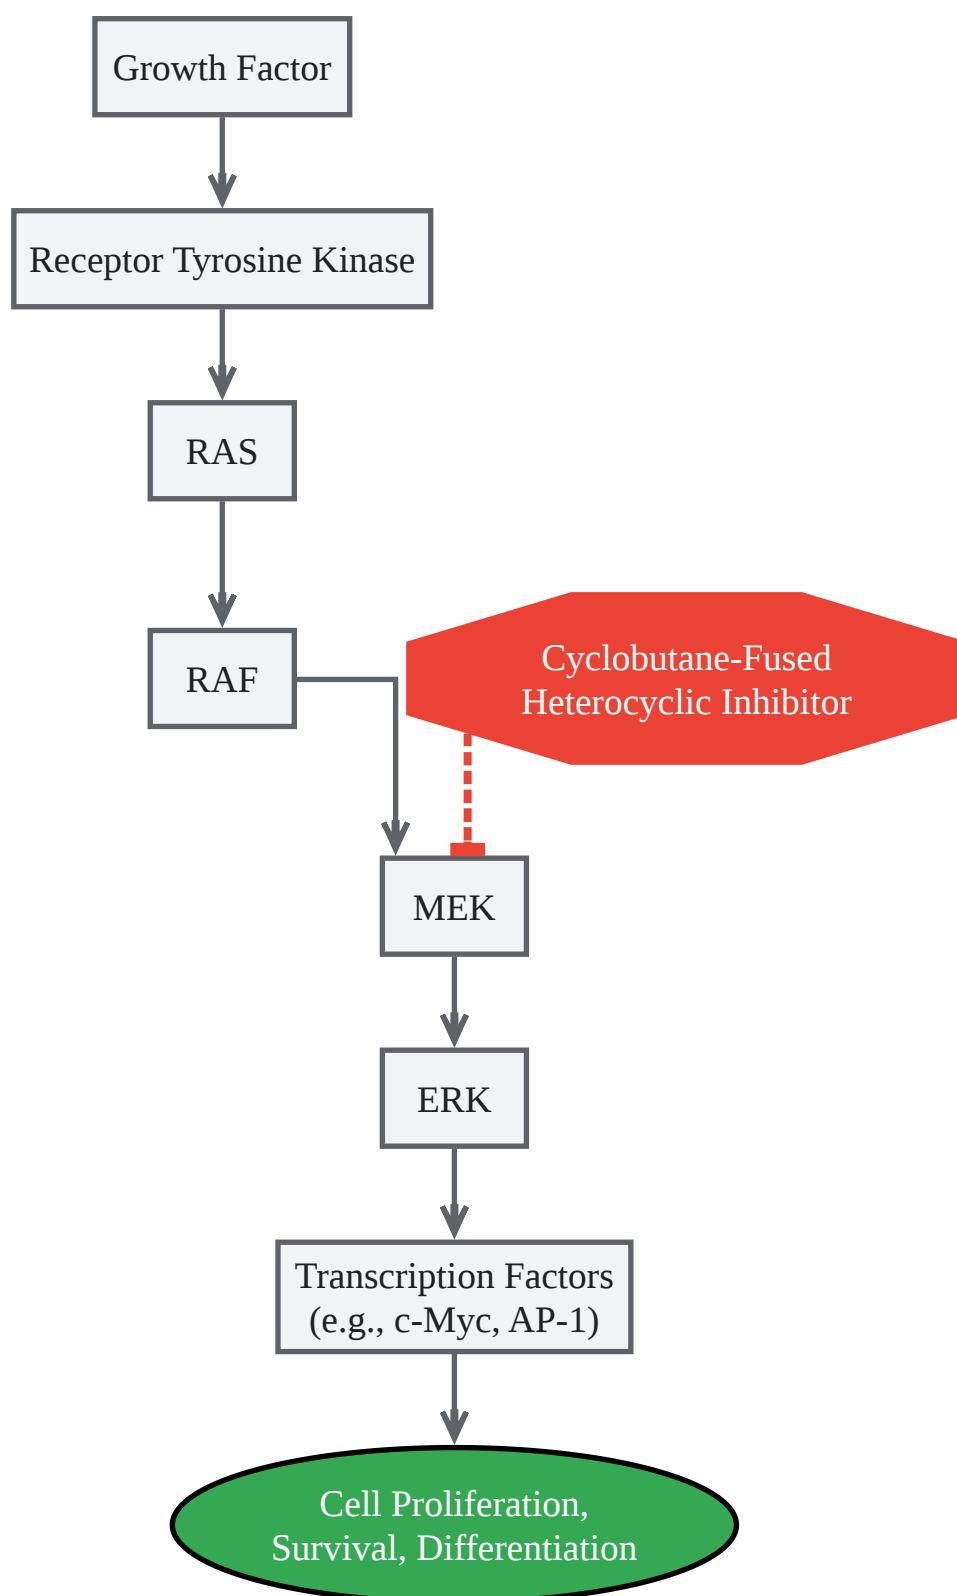 Growth Factor
Receptor Tyrosine Kinase
RAS
RAF
Cyclobutane-Fused
Heterocyclic Inhibitor
MEK
ERK
Transcription Factors
(e.g., c-Myc, AP-1)
Cell Proliferation,
Survival, Differentiation